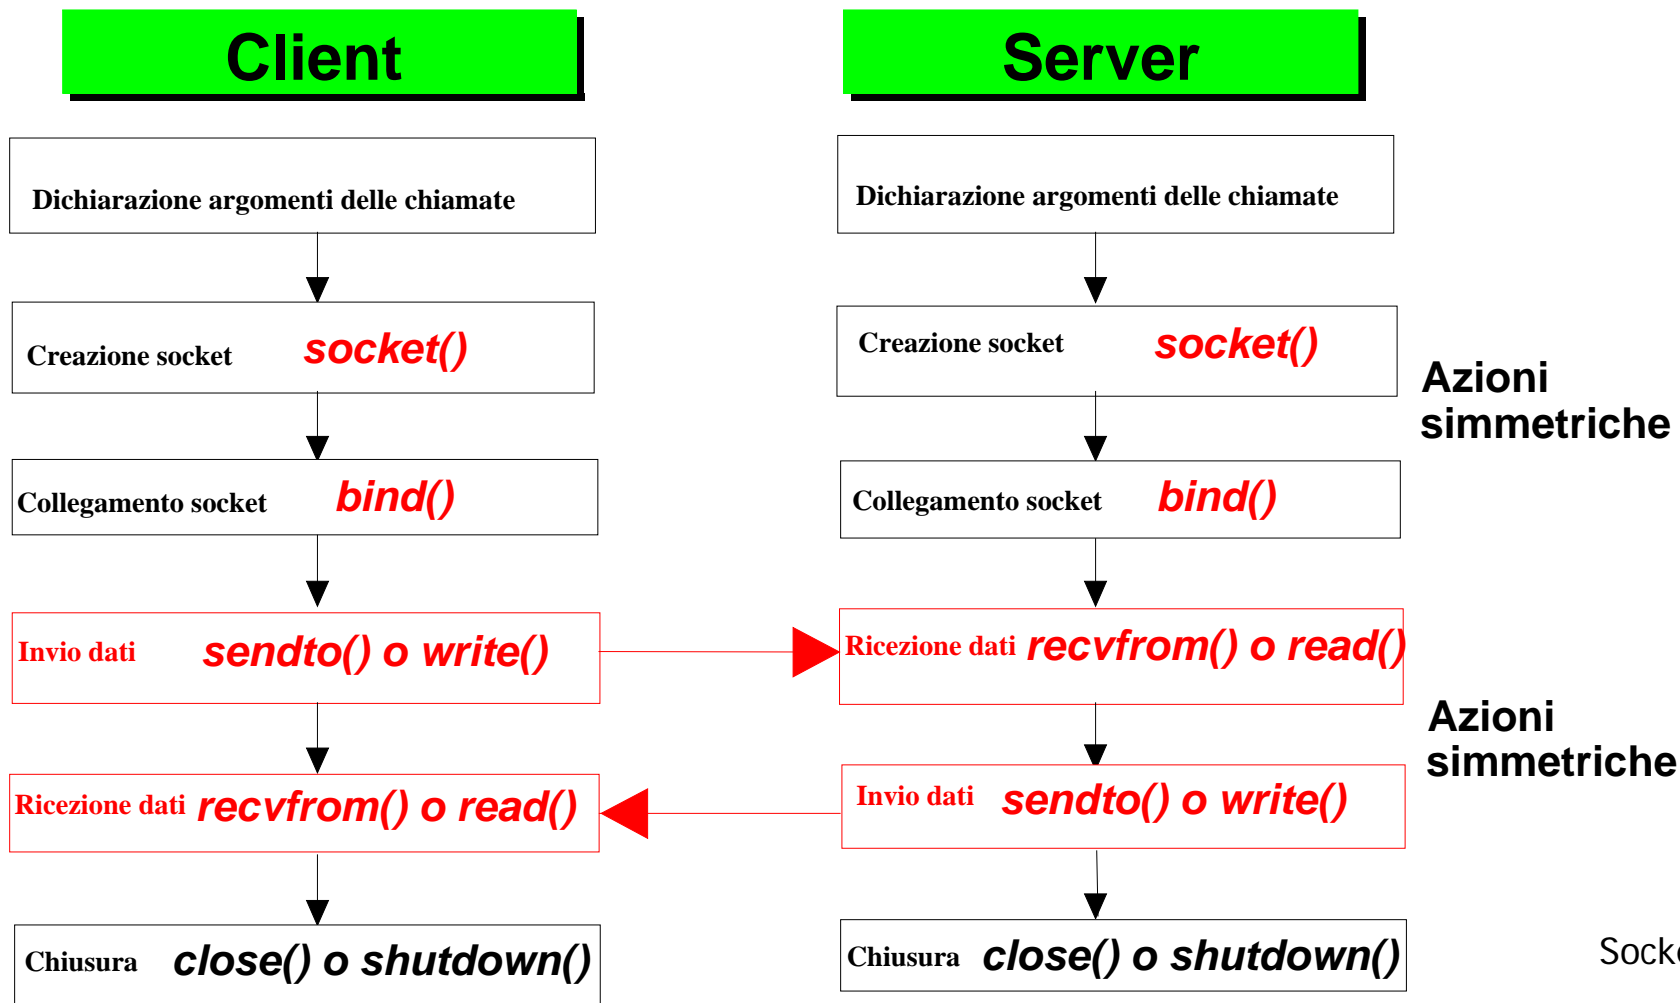 Client
Server
Dichiarazione argomenti delle chiamate
Dichiarazione argomenti delle chiamate
Creazione socket socket()
Creazione socket socket()
Azioni
simmetriche
Collegamento socket bind()
Collegamento socket bind()
Invio dati sendto() o write()
Ricezione dati recvfrom() o read()
Azioni
simmetriche
Ricezione dati recvfrom() o read()
Invio dati sendto() o write()
Chiusura close() o shutdown()
Chiusura close() o shutdown()